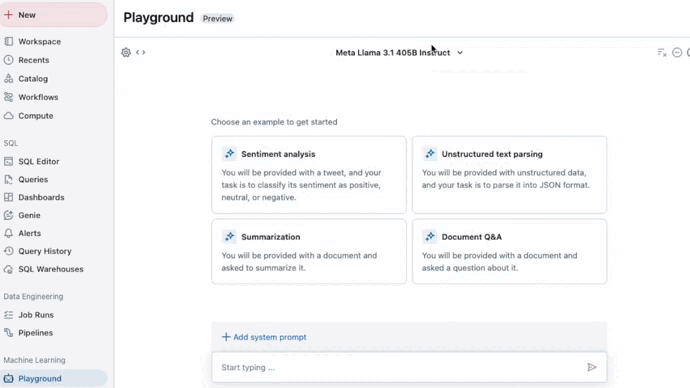 New
Workspace
Recents
Catalog
Workflows
Compute
SQL
SQL Editor
Queries
Dashboards
Genie
Alerts
Query History
SQL Warehouses
Data Engineering
Job Runs
Pipelines
Machine Learning
Playground
Playground Preview
Meta Llama 3.1 405B Instruct
Choose an example to get started
Sentiment analysis
You will be provided with a tweet, and your
task is to classify its sentiment as positive,
neutral, or negative.
Unstructured text parsing
You will be provided with unstructured data,
and your task is to parse it into JSON format.
Summarization
You will be provided with a document and
asked to summarize it.
Document Q&A
You will be provided with a document and
asked a question about it.
Add system prompt
Start typing ...